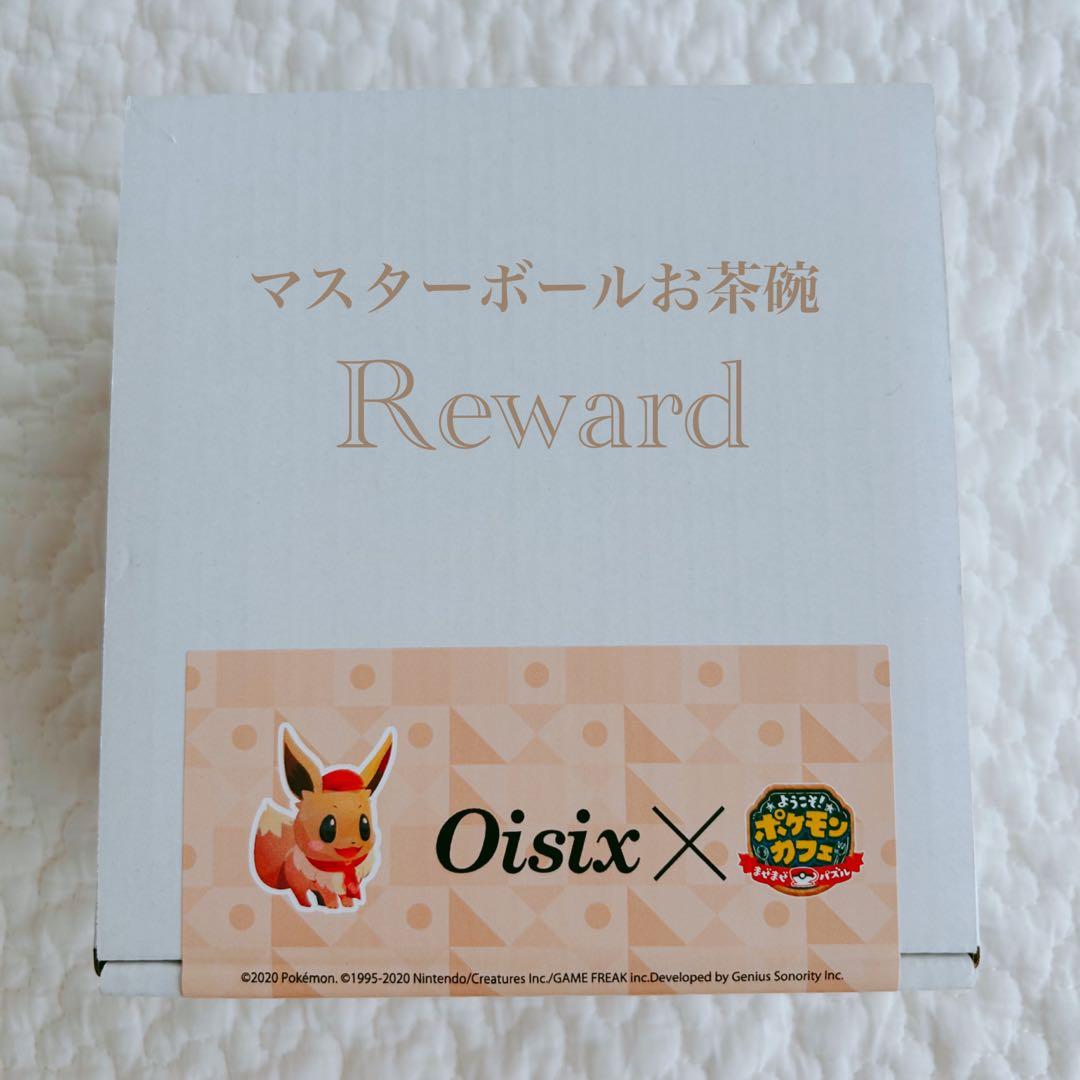 マスターボールお茶碗
Reward
Oisix×
ようこそ!
ポケモン
カフェ
まぜまぜ パズル
©2020 Pokémon. ©1995-2020 Nintendo/Creatures Inc./GAME FREAK inc.Developed by Genius Sonority Inc.